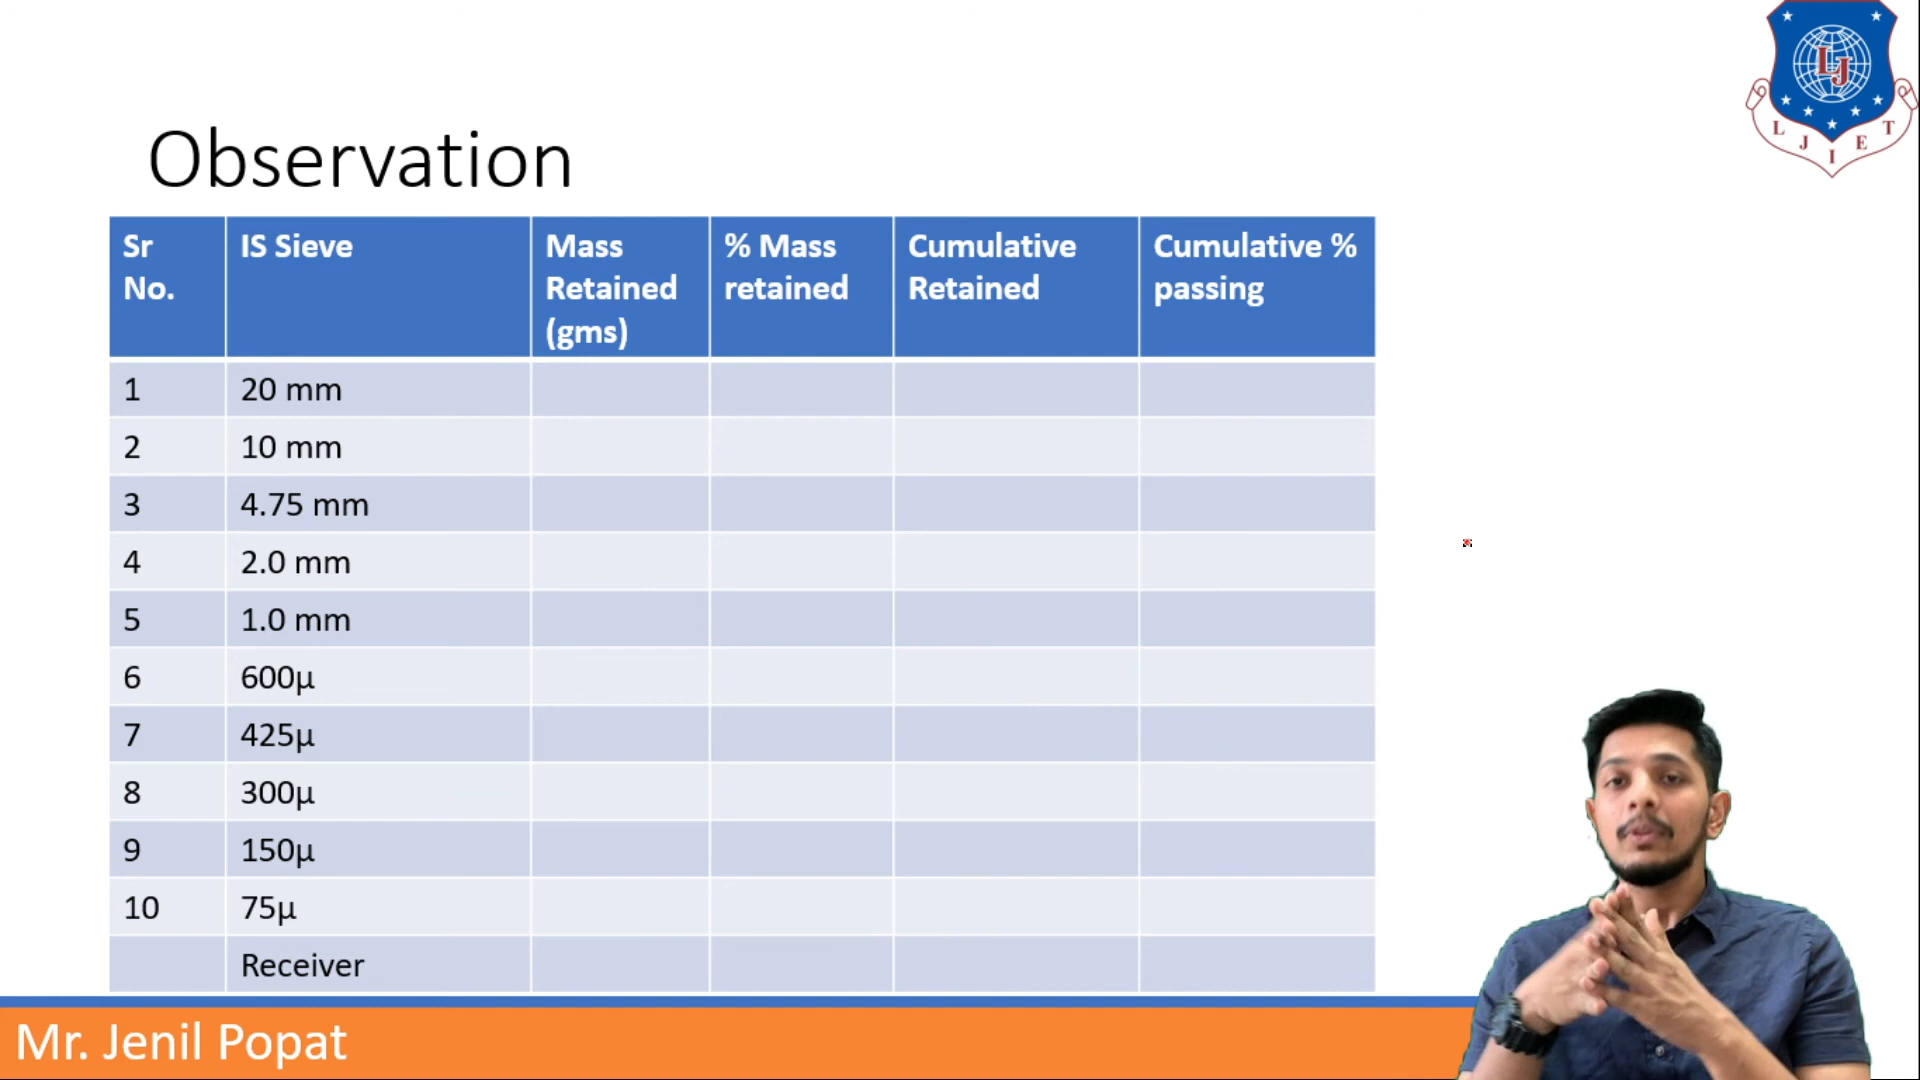 LJ
L J I E T
Observation
Sr No. IS Sieve Mass Retained (gms) % Mass retained Cumulative Retained Cumulative % passing
1 20 mm
2 10 mm
3 4.75 mm
4 2.0 mm
5 1.0 mm
6 600µ
7 425µ
8 300µ
9 150µ
10 75µ
Receiver
Mr. Jenil Popat